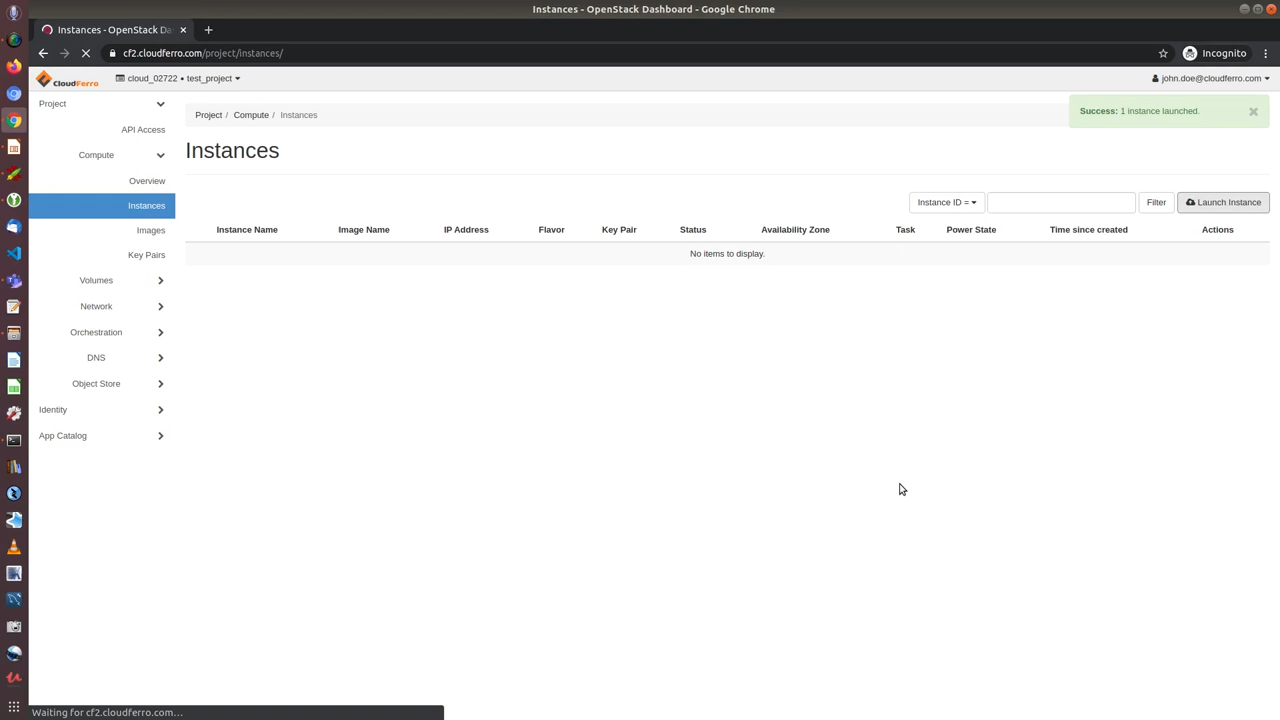 Instances - OpenStack Dashboard - Google Chrome
Instances - OpenStack Da
cf2.cloudferro.com/project/instances/
Incognito
CloudFerro
cloud_02722 • test_project
john.doe@cloudferro.com
Project
API Access
Compute
Overview
Instances
Images
Key Pairs
Volumes
Network
Orchestration
DNS
Object Store
Identity
App Catalog
Project / Compute / Instances
Success: 1 instance launched.
Instances
Instance ID =
Filter
Launch Instance
Instance Name Image Name IP Address Flavor Key Pair Status Availability Zone Task Power State Time since created Actions
No items to display.
Waiting for cf2.cloudferro.com...